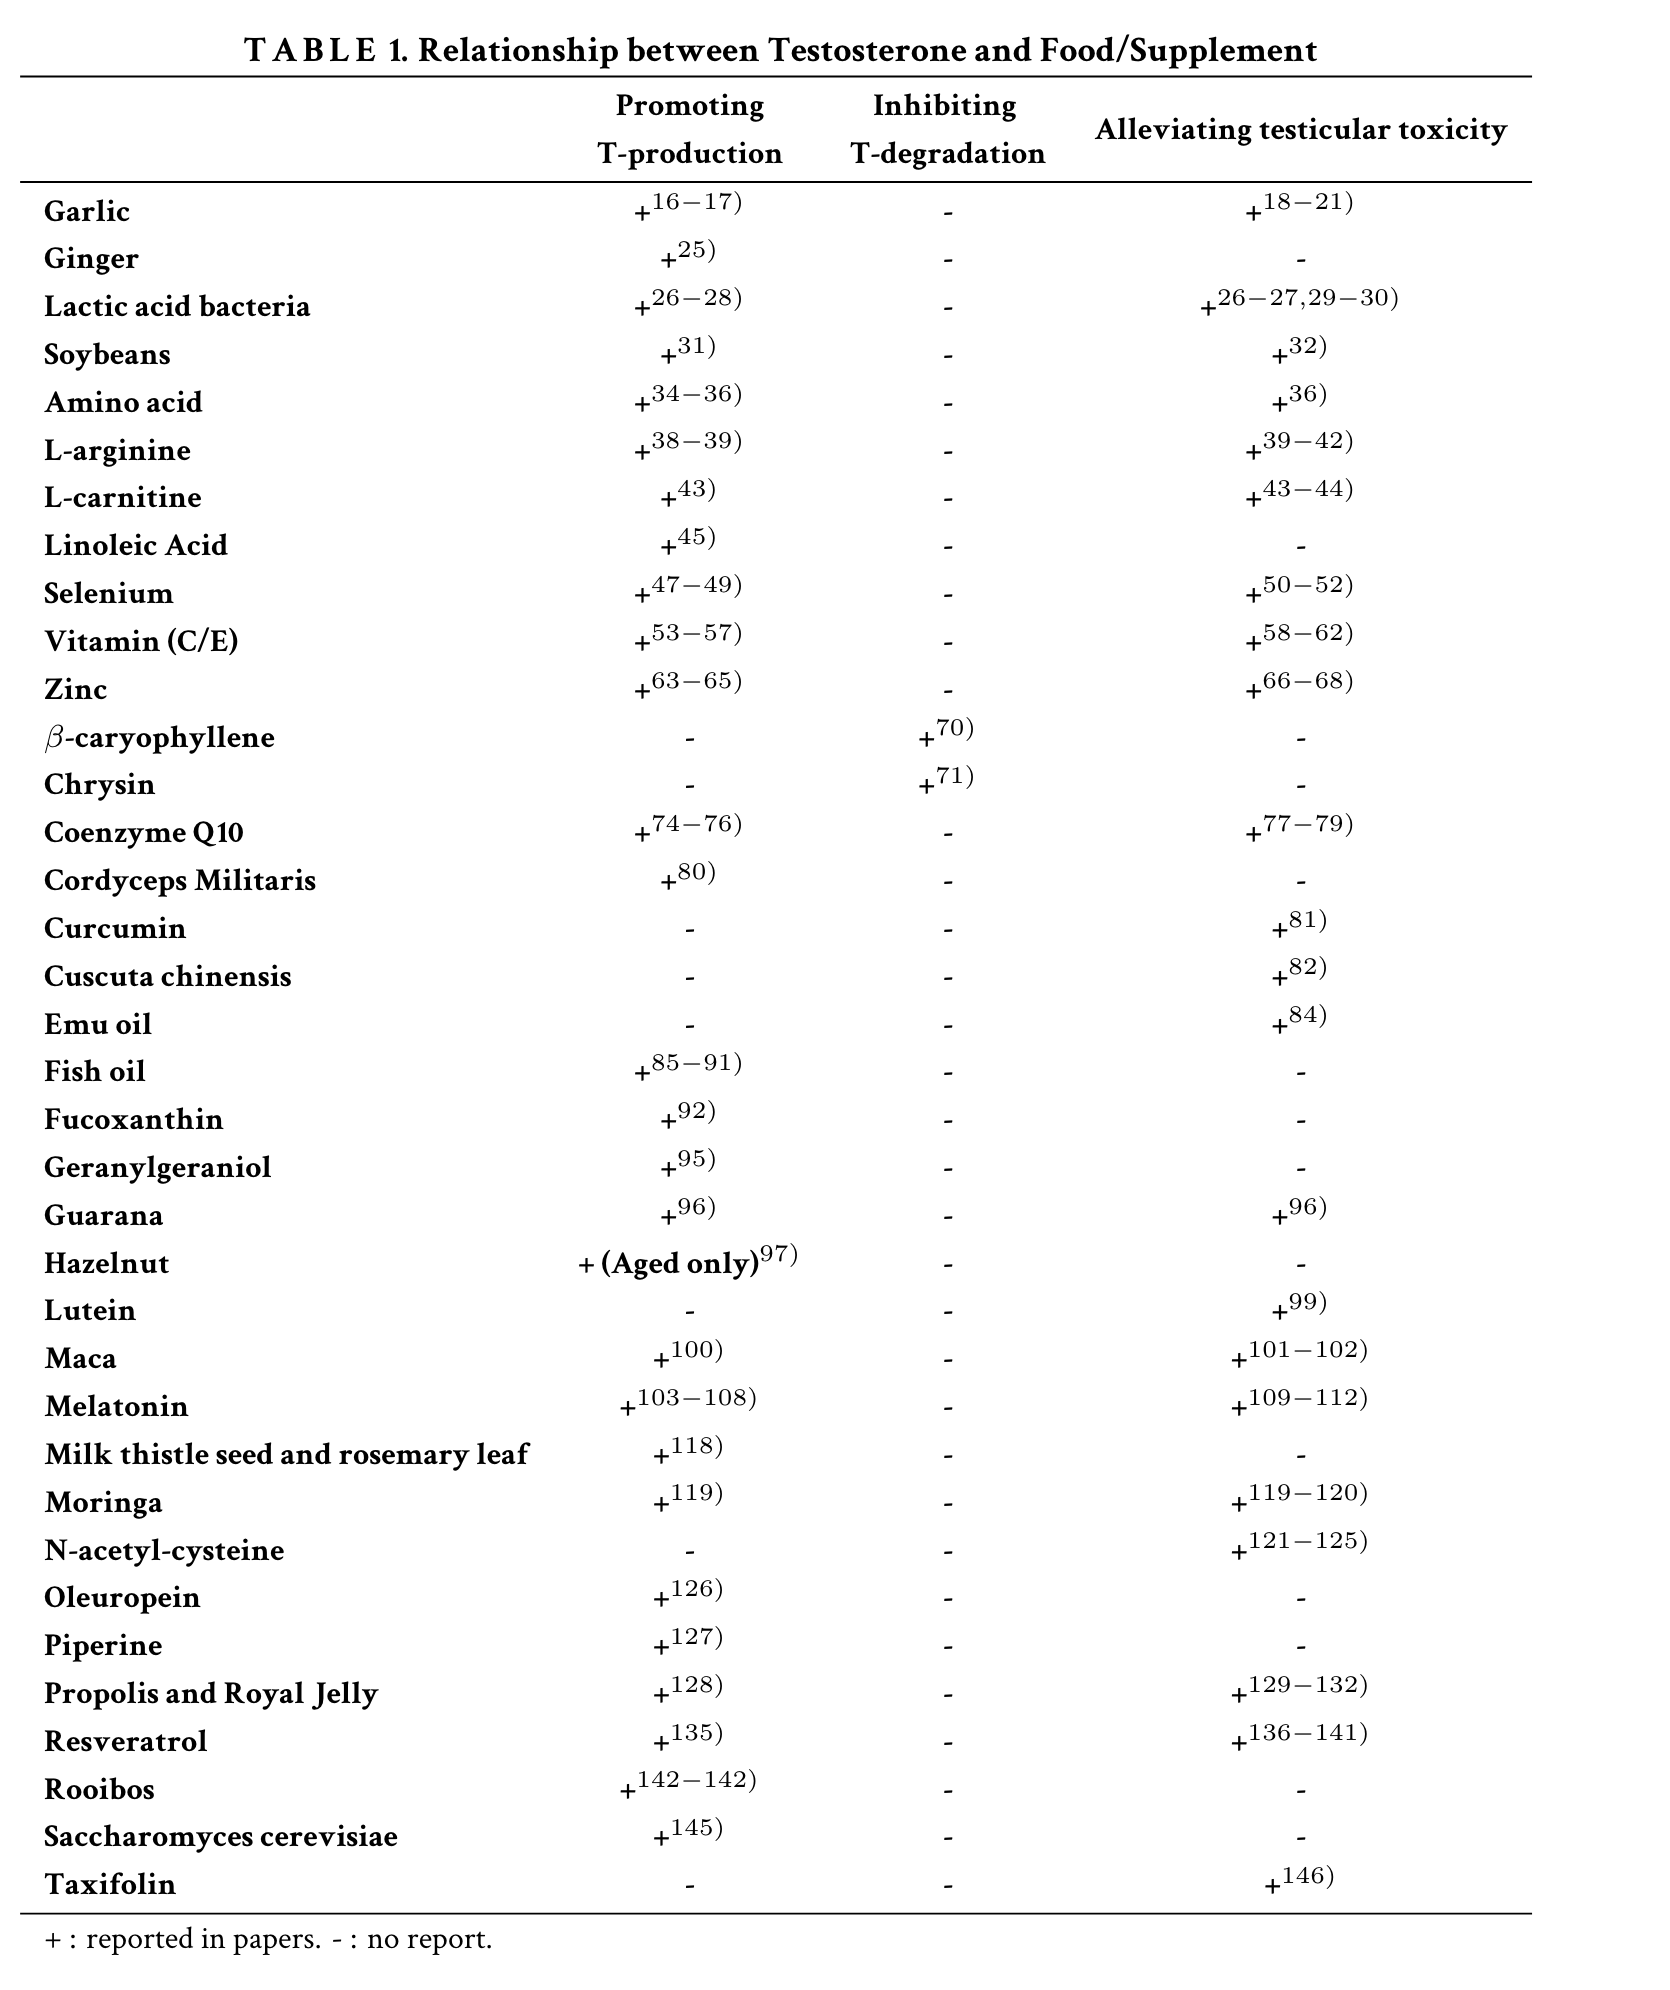 TABLE 1. Relationship between Testosterone and Food/Supplement
Promoting T-production Inhibiting T-degradation Alleviating testicular toxicity
Garlic +16−17) - +18−21)
Ginger +25) - -
Lactic acid bacteria +26−28) - +26−27,29−30)
Soybeans +31) - +32)
Amino acid +34−36) - +36)
L-arginine +38−39) - +39−42)
L-carnitine +43) - +43−44)
Linoleic Acid +45) - -
Selenium +47−49) - +50−52)
Vitamin (C/E) +53−57) - +58−62)
Zinc +63−65) - +66−68)
β-caryophyllene - +70) -
Chrysin - +71) -
Coenzyme Q10 +74−76) - +77−79)
Cordyceps Militaris +80) - -
Curcumin - - +81)
Cuscuta chinensis - - +82)
Emu oil - - +84)
Fish oil +85−91) - -
Fucoxanthin +92) - -
Geranylgeraniol +95) - -
Guarana +96) - +96)
Hazelnut + (Aged only)97) - -
Lutein - - +99)
Maca +100) - +101−102)
Melatonin +103−108) - +109−112)
Milk thistle seed and rosemary leaf +118) - -
Moringa +119) - +119−120)
N-acetyl-cysteine - - +121−125)
Oleuropein +126) - -
Piperine +127) - -
Propolis and Royal Jelly +128) - +129−132)
Resveratrol +135) - +136−141)
Rooibos +142−142) - -
Saccharomyces cerevisiae +145) - -
Taxifolin - - +146)
+ : reported in papers. - : no report.